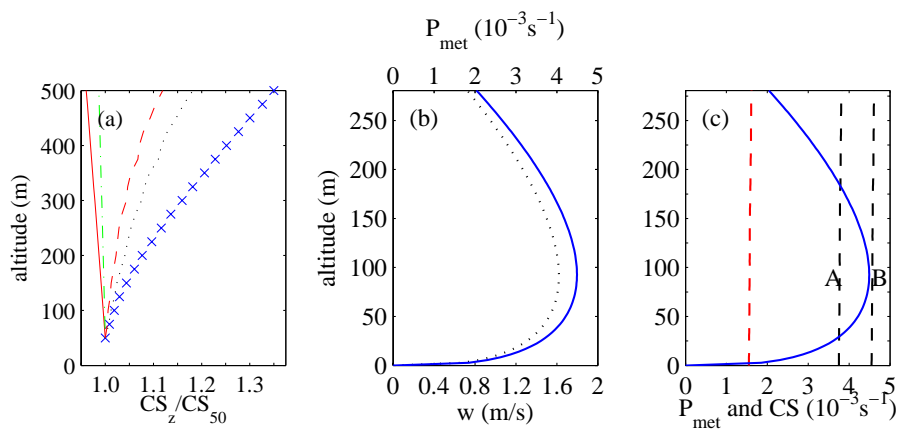 P_met (10^−3 s^−1)
0 1 2 3 4 5
500
400
300
200
100
0
altitude (m)
(a)
1.0 1.1 1.2 1.3
CS_z/CS_50
250
200
150
100
50
0
altitude (m)
(b)
0 0.4 0.8 1.2 1.6 2
w (m/s)
250
200
150
100
50
0
(c)
A
B
0 1 2 3 4 5
P_met and CS (10^−3 s^−1)